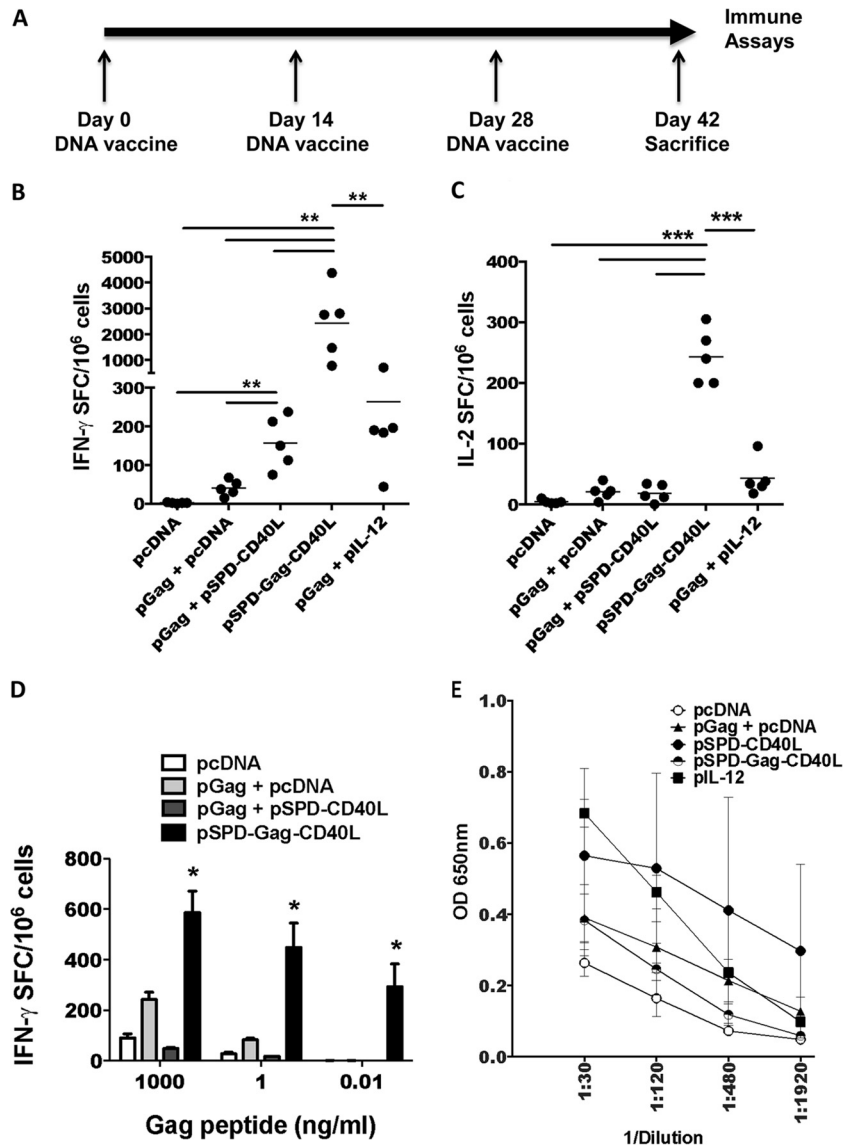 A
Immune
Assays
Day 0
DNA vaccine
Day 14
DNA vaccine
Day 28
DNA vaccine
Day 42
Sacrifice
B
**
**
**
IFN-γ SFC/10⁶ cells
5000
4000
3000
2000
1000
300
200
100
0
pcDNA
pGag + pcDNA
pGag + pSPD-CD40L
pSPD-Gag-CD40L
pGag + pIL-12
C
***
***
IL-2 SFC/10⁶ cells
400
300
200
100
0
pcDNA
pGag + pcDNA
pGag + pSPD-CD40L
pSPD-Gag-CD40L
pGag + pIL-12
D
pcDNA
pGag + pcDNA
pGag + pSPD-CD40L
pSPD-Gag-CD40L
IFN-γ SFC/10⁶ cells
800
600
400
200
0
*
*
*
1000
1
0.01
Gag peptide (ng/ml)
E
pcDNA
pGag + pcDNA
pSPD-CD40L
pSPD-Gag-CD40L
pIL-12
OD 650nm
1.0
0.8
0.6
0.4
0.2
0.0
1:30
1:120
1:480
1:1920
1/Dilution